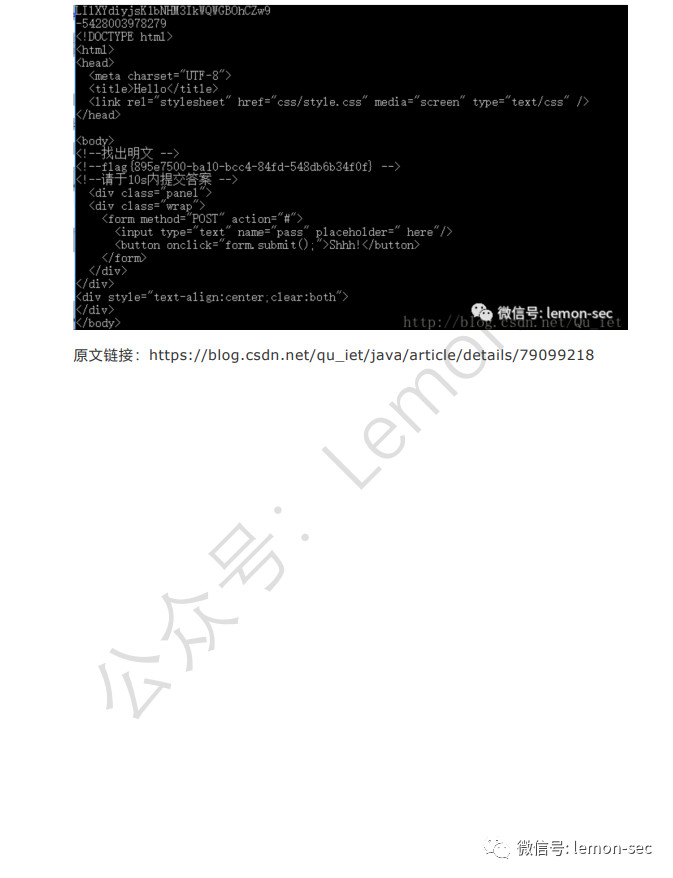 LI1XYdiyjsK1bNHM3IkWQWGBOhCZw9
-5428003978279
<!DOCTYPE html>
<html>
<head>
<meta charset="UTF-8">
<title>Hello</title>
<link rel="stylesheet" href="css/style.css" media="screen" type="text/css" />
</head>
<body>
<!--找出明文 -->
<!--flag{895e7500-ba10-bcc4-84fd-548db6b34f0f} -->
<!--请于10s内提交答案 -->
<div class="panel">
<div class="wrap">
<form method="POST" action="#">
<input type="text" name="pass" placeholder=" here"/>
<button onclick="form.submit();">Shhh!</button>
</form>
</div>
</div>
<div style="text-align:center;clear:both">
</div>
</body>
微信号: lemon-sec
http://blog.csdn.net/Qu_iet
原文链接：https://blog.csdn.net/qu_iet/java/article/details/79099218
公众号：Lemon
微信号: lemon-sec